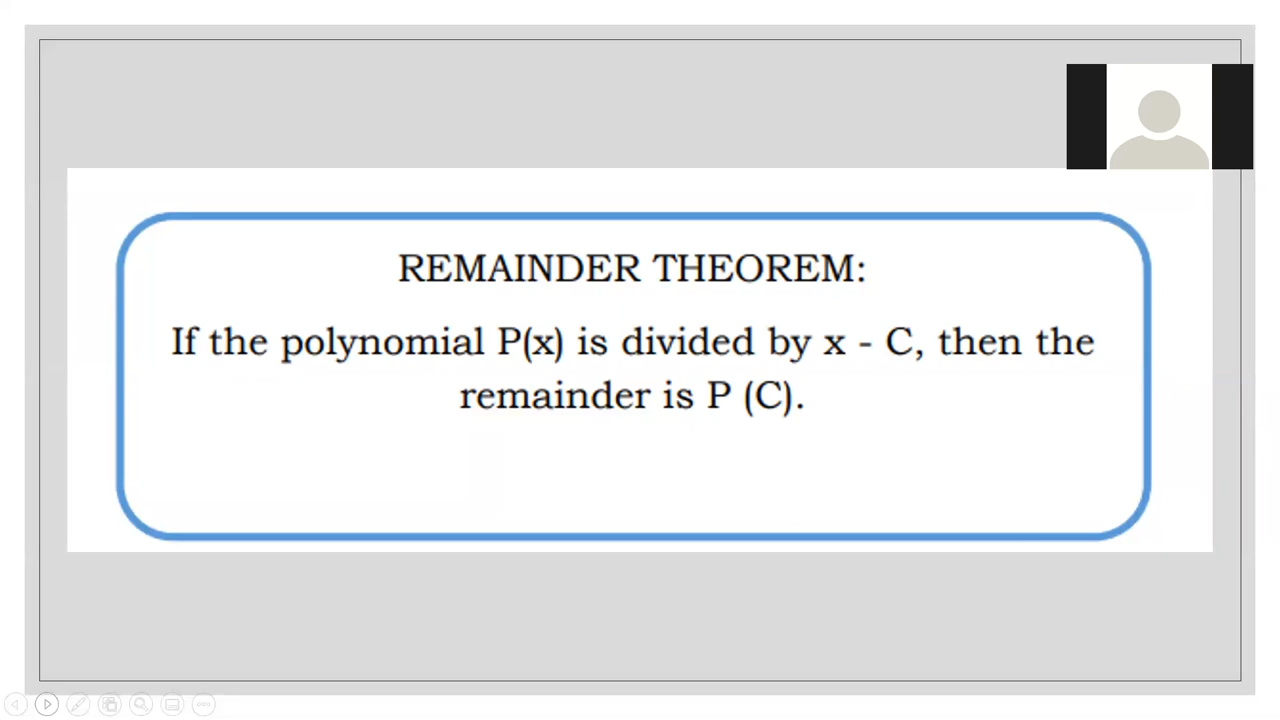 REMAINDER THEOREM:
If the polynomial P(x) is divided by x - C, then the
remainder is P (C).